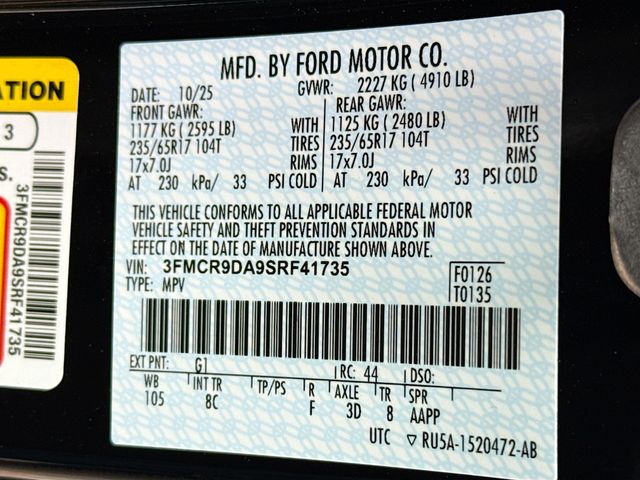 ATION
3
S.
3FMCR9DA9SRF41735
MFD. BY FORD MOTOR CO.
DATE: 10/25 GVWR: 2227 KG (4910 LB)
FRONT GAWR: REAR GAWR:
1177 KG (2595 LB) WITH 1125 KG (2480 LB) WITH
235/65R17 104T TIRES 235/65R17 104T TIRES
17x7.0J RIMS 17x7.0J RIMS
AT 230 kPa/ 33 PSI COLD AT 230 kPa/ 33 PSI COLD
THIS VEHICLE CONFORMS TO ALL APPLICABLE FEDERAL MOTOR
VEHICLE SAFETY AND THEFT PREVENTION STANDARDS IN
EFFECT ON THE DATE OF MANUFACTURE SHOWN ABOVE.
VIN: 3FMCR9DA9SRF41735 F0126
TYPE: MPV T0135
EXT PNT: G1 RC: 44 DSO:
WB INT TR TP/PS R AXLE TR SPR
105 8C F 3D 8 AAPP
UTC ▽ RU5A-1520472-AB